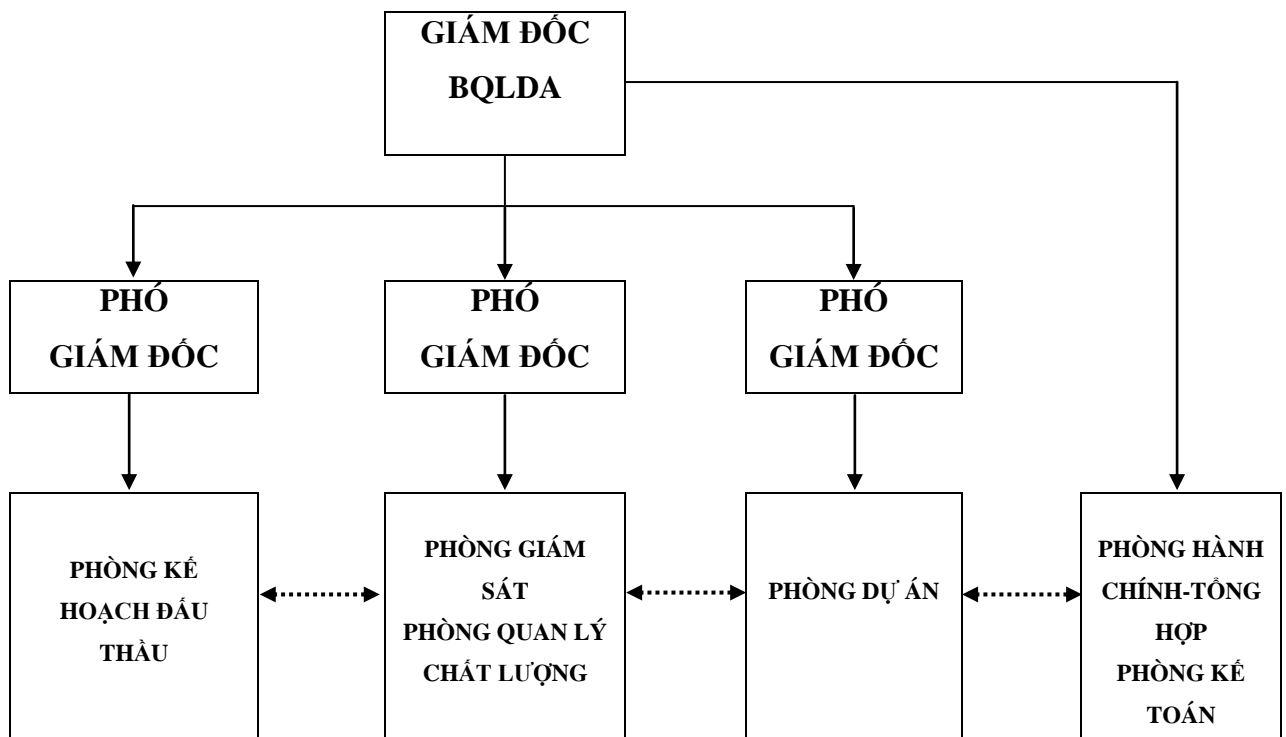 GIÁM ĐỐC
BQLDA
PHÓ
GIÁM ĐỐC
PHÓ
GIÁM ĐỐC
PHÓ
GIÁM ĐỐC
PHÒNG KẾ
HOẠCH ĐẤU
THẦU
PHÒNG GIÁM
SÁT
PHÒNG QUAN LÝ
CHẤT LƯỢNG
PHÒNG DỰ ÁN
PHÒNG HÀNH
CHÍNH-TỔNG
HỢP
PHÒNG KẾ
TOÁN